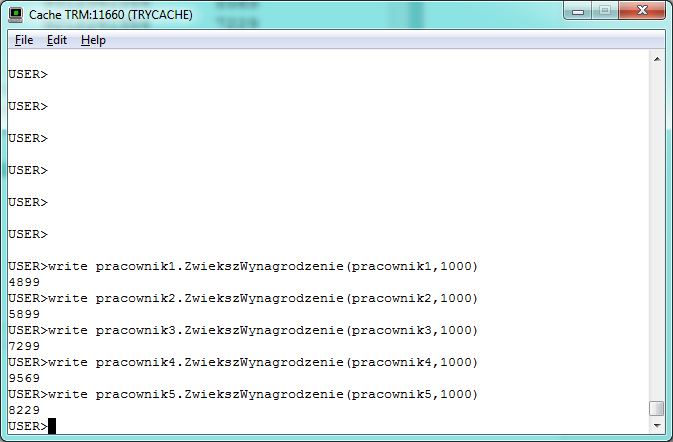 Cache TRM:11660 (TRYCACHE)
File Edit Help
USER>
USER>
USER>
USER>
USER>
USER>
USER>write pracownik1.ZwiekszWynagrodzenie(pracownik1,1000)
4899
USER>write pracownik2.ZwiekszWynagrodzenie(pracownik2,1000)
5899
USER>write pracownik3.ZwiekszWynagrodzenie(pracownik3,1000)
7299
USER>write pracownik4.ZwiekszWynagrodzenie(pracownik4,1000)
9569
USER>write pracownik5.ZwiekszWynagrodzenie(pracownik5,1000)
8229
USER>